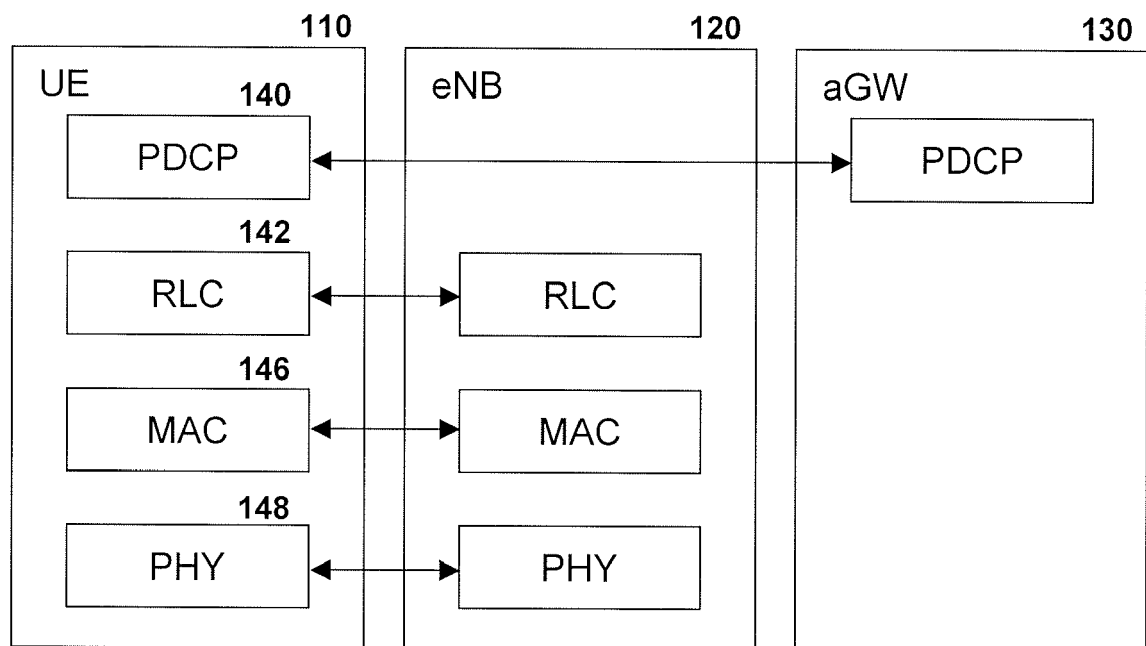 110
120
130
UE
eNB
aGW
140
PDCP
PDCP
142
RLC
RLC
146
MAC
MAC
148
PHY
PHY